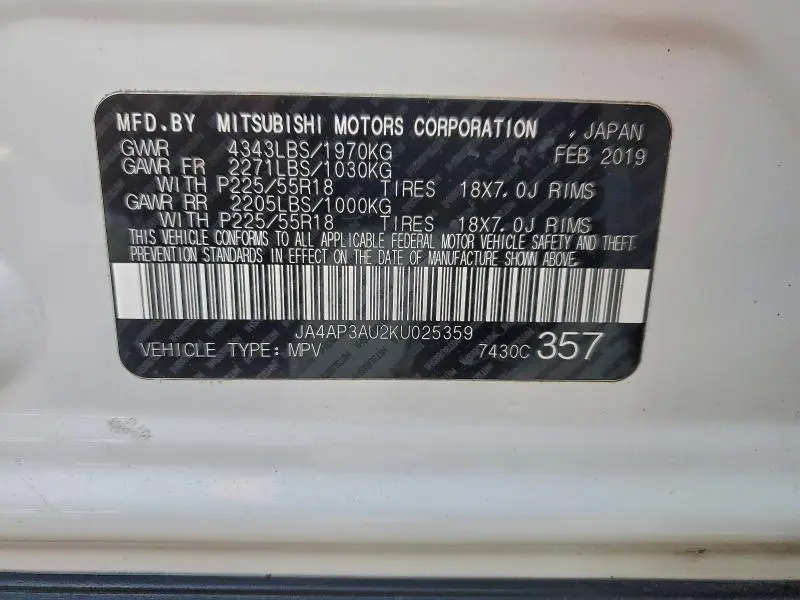 MFD.BY MITSUBISHI MOTORS CORPORATION , JAPAN
GWR 4343LBS/1970KG FEB 2019
GAWR FR 2271LBS/1030KG
WITH P225/55R18 TIRES 18X7.0J RIMS
GAWR RR 2205LBS/1000KG
WITH P225/55R18 TIRES 18X7.0J RIMS
THIS VEHICLE CONFORMS TO ALL APPLICABLE FEDERAL MOTOR VEHICLE SAFETY AND THEFT
PREVENTION STANDARDS IN EFFECT ON THE DATE OF MANUFACTURE SHOWN ABOVE.
JA4AP3AU2KU025359
VEHICLE TYPE: MPV 7430C 357